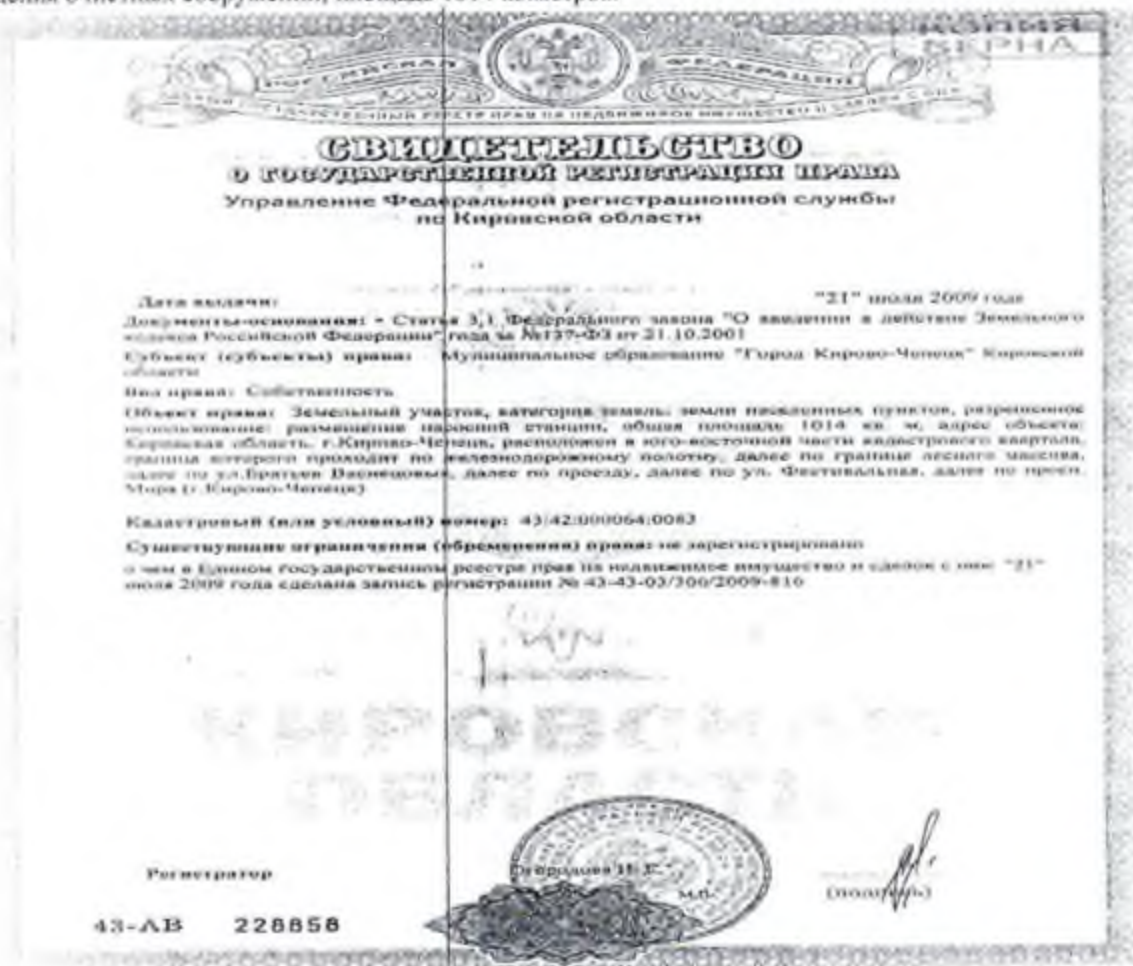 КОПИЯ
ВЕРНА
РОССИЙСКАЯ ФЕДЕРАЦИЯ
СВИДЕТЕЛЬСТВО
О ГОСУДАРСТВЕННОЙ РЕГИСТРАЦИИ ПРАВА
Управление Федеральной регистрационной службы
по Кировской области
Дата выдачи: "21" июля 2009 года
Документы-основания: • Статья 3,1 Федерального закона "О введении в действие Земельного
кодекса Российской Федерации" года за №137-ФЗ от 21.10.2001
Субъект (субъекты) права: Муниципальное образование "Город Кирово-Чепецк" Кировской
области
Вид права: Собственность
Объект права: Земельный участок, категория земель: земли населенных пунктов, разрешенное
использование: размещение насосной станции, общая площадь 1014 кв. м, адрес объекта:
Кировская область, г.Кирово-Чепецк, расположен в юго-восточной части кадастрового квартала,
граница которого проходит по железнодорожному полотну, далее по границе лесного массива,
далее по ул.Братьев Васнецовых, далее по проезду, далее по ул. Фестивальная, далее по просп.
Мира (г.Кирово-Чепецк)
Кадастровый (или условный) номер: 43:42:000064:0083
Существующие ограничения (обременения) права: не зарегистрировано
о чем в Едином государственном реестре прав на недвижимое имущество и сделок с ним "21"
июля 2009 года сделана запись регистрации № 43-43-03/306/2009-816
КИРОВСКАЯ
ОБЛАСТЬ
Регистратор Огородова И. Е.
М.П. (подпись)
43-АВ 228858